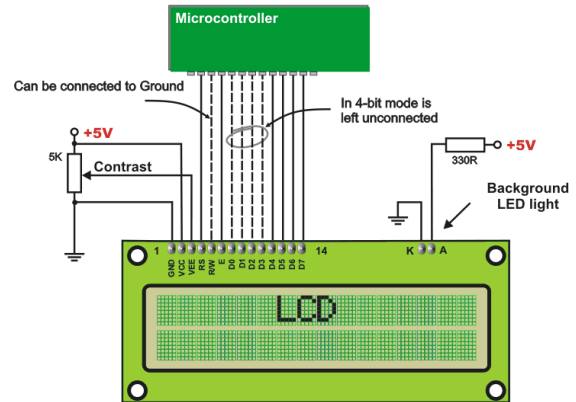 Microcontroller
Can be connected to Ground
In 4-bit mode is
left unconnected
+5V
5K
Contrast
+5V
330R
Background
LED light
1
14
K
A
GND
VCC
VEE
RS
R/W
E
D0
D1
D2
D3
D4
D5
D6
D7
LCD